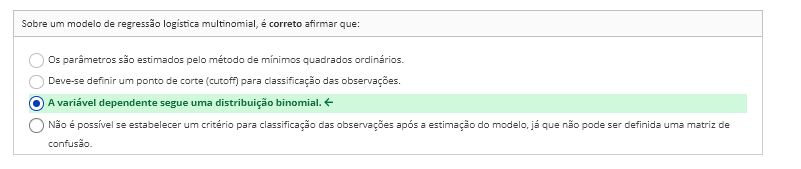 Sobre um modelo de regressão logística multinomial, é correto afirmar que:
Os parâmetros são estimados pelo método de mínimos quadrados ordinários.
Deve-se definir um ponto de corte (cutoff) para classificação das observações.
A variável dependente segue uma distribuição binomial. ←
Não é possível se estabelecer um critério para classificação das observações após a estimação do modelo, já que não pode ser definida uma matriz de
confusão.